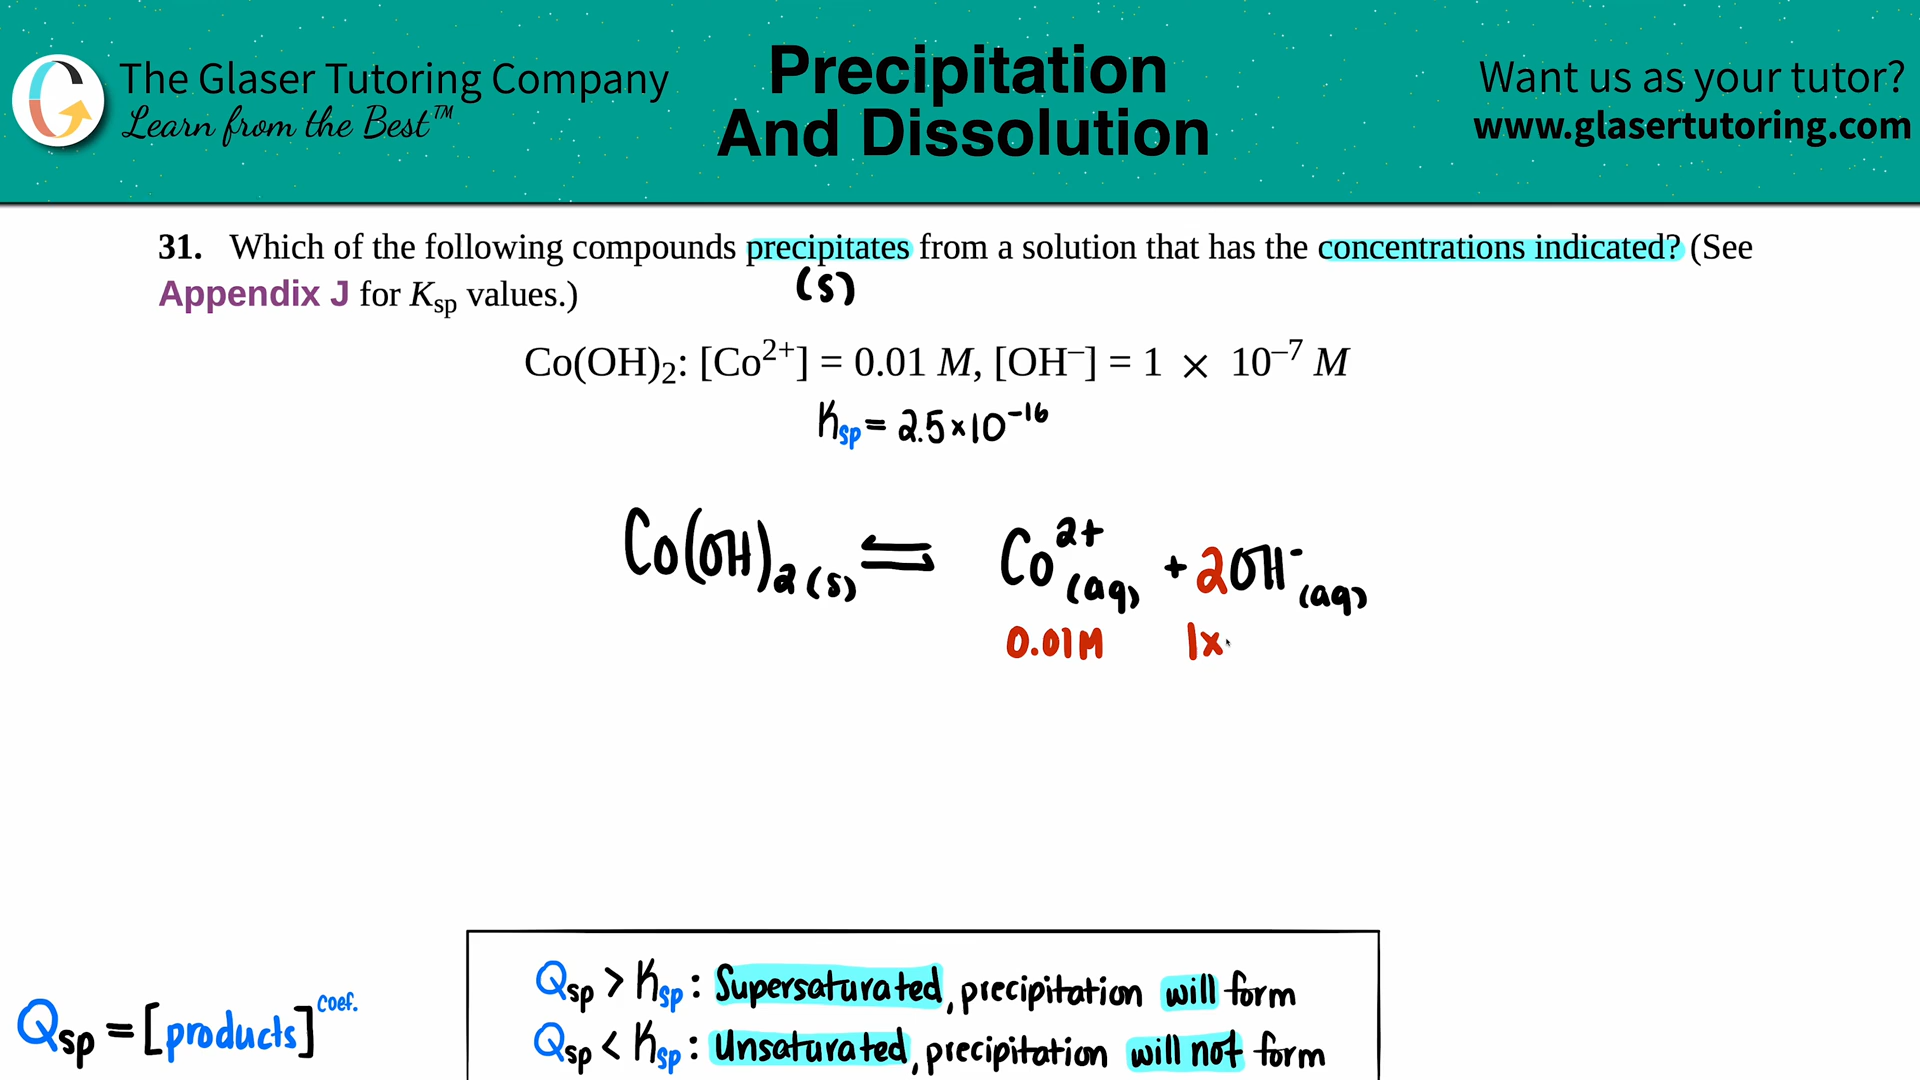 The Glaser Tutoring Company
Learn from the Best™
Precipitation
And Dissolution
Want us as your tutor?
www.glasertutoring.com
31. Which of the following compounds precipitates from a solution that has the concentrations indicated? (See
Appendix J for Ksp values.)
(s)
Co(OH)₂: [Co²⁺] = 0.01 M, [OH⁻] = 1 × 10⁻⁷ M
Ksp = 2.5×10⁻¹⁶
Co(OH)₂(s) ⇌ Co²⁺(aq) + 2OH⁻(aq)
0.01M 1x
Qsp = [products]^coef.
Qsp > Ksp: Supersaturated, precipitation will form
Qsp < Ksp: Unsaturated, precipitation will not form